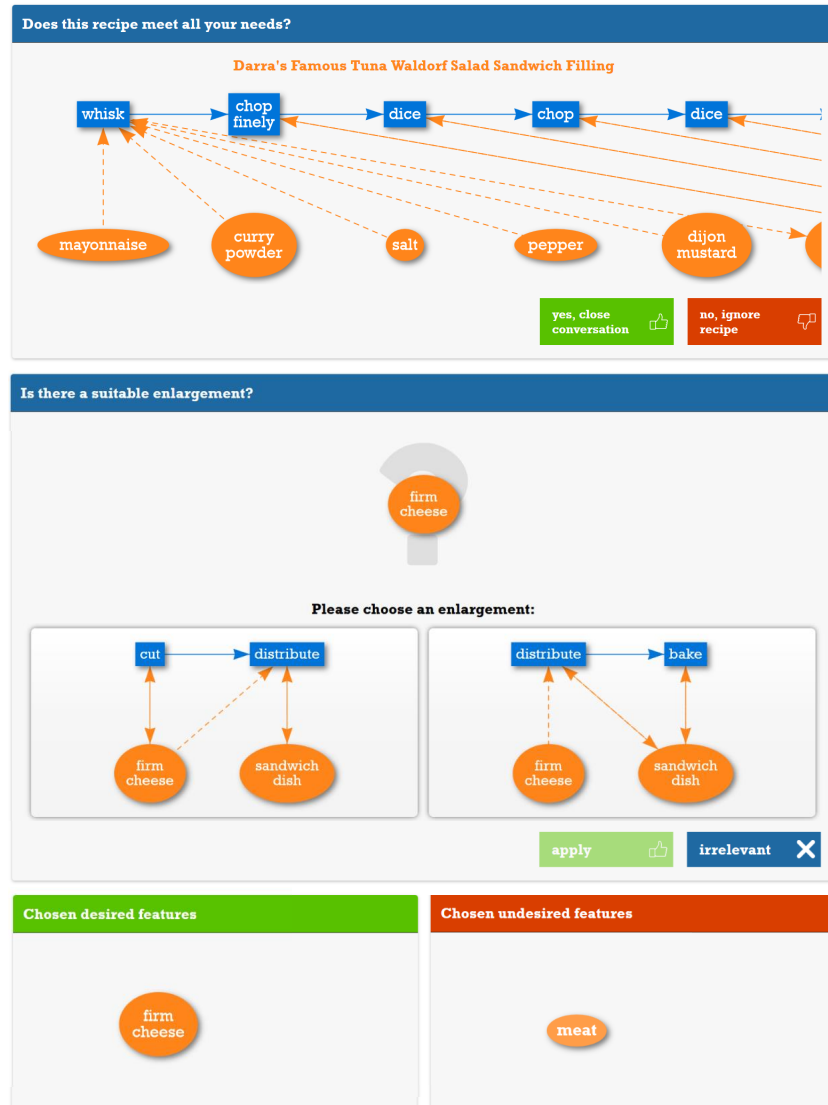 Does this recipe meet all your needs?
Darra's Famous Tuna Waldorf Salad Sandwich Filling
whisk
chop
finely
dice
chop
dice
mayonnaise
curry
powder
salt
pepper
dijon
mustard
yes, close
conversation
no, ignore
recipe
Is there a suitable enlargement?
firm
cheese
Please choose an enlargement:
cut
distribute
firm
cheese
sandwich
dish
distribute
bake
firm
cheese
sandwich
dish
apply
irrelevant
Chosen desired features
firm
cheese
Chosen undesired features
meat